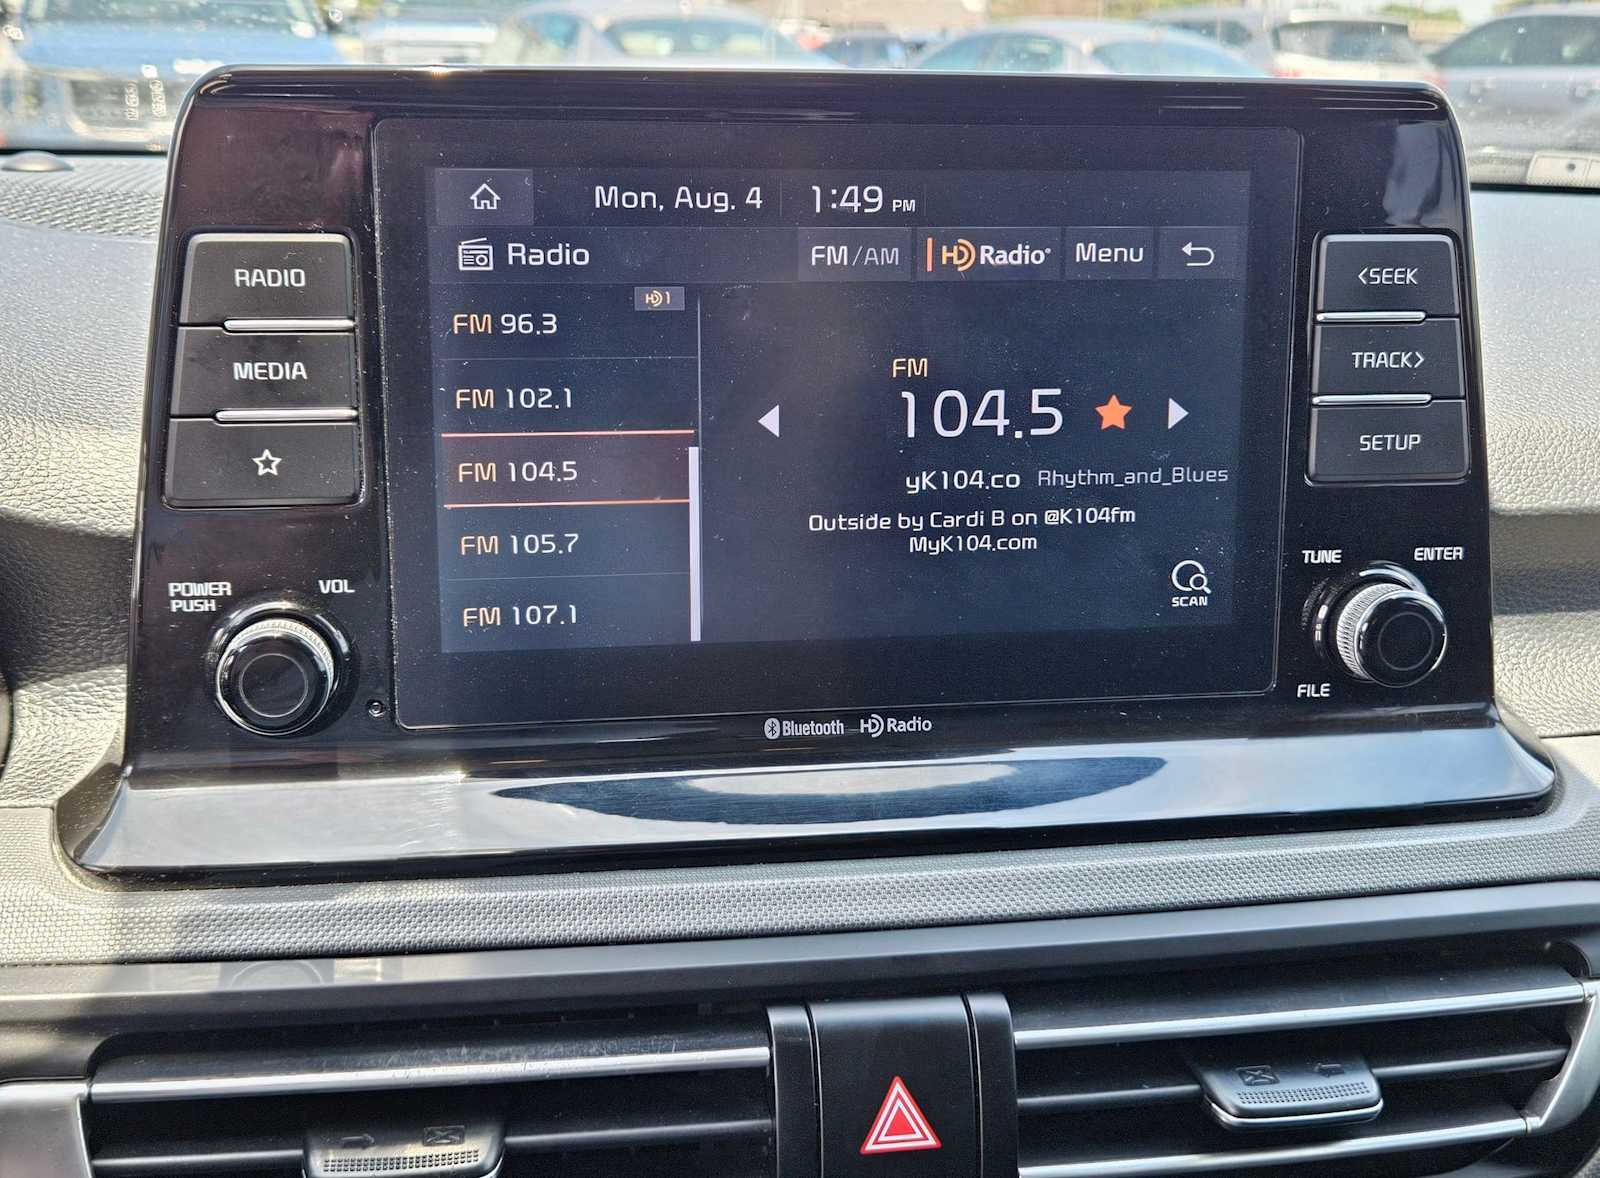 Mon, Aug. 4 1:49 PM
Radio FM/AM HD Radio® Menu
HD 1
FM 96.3
FM 102.1
FM 104.5
FM 105.7
FM 107.1
FM
104.5
yK104.co Rhythm_and_Blues
Outside by Cardi B on @K104fm
MyK104.com
SCAN
RADIO
MEDIA
POWER
PUSH
VOL
<SEEK
TRACK>
SETUP
TUNE
ENTER
FILE
Bluetooth HD Radio